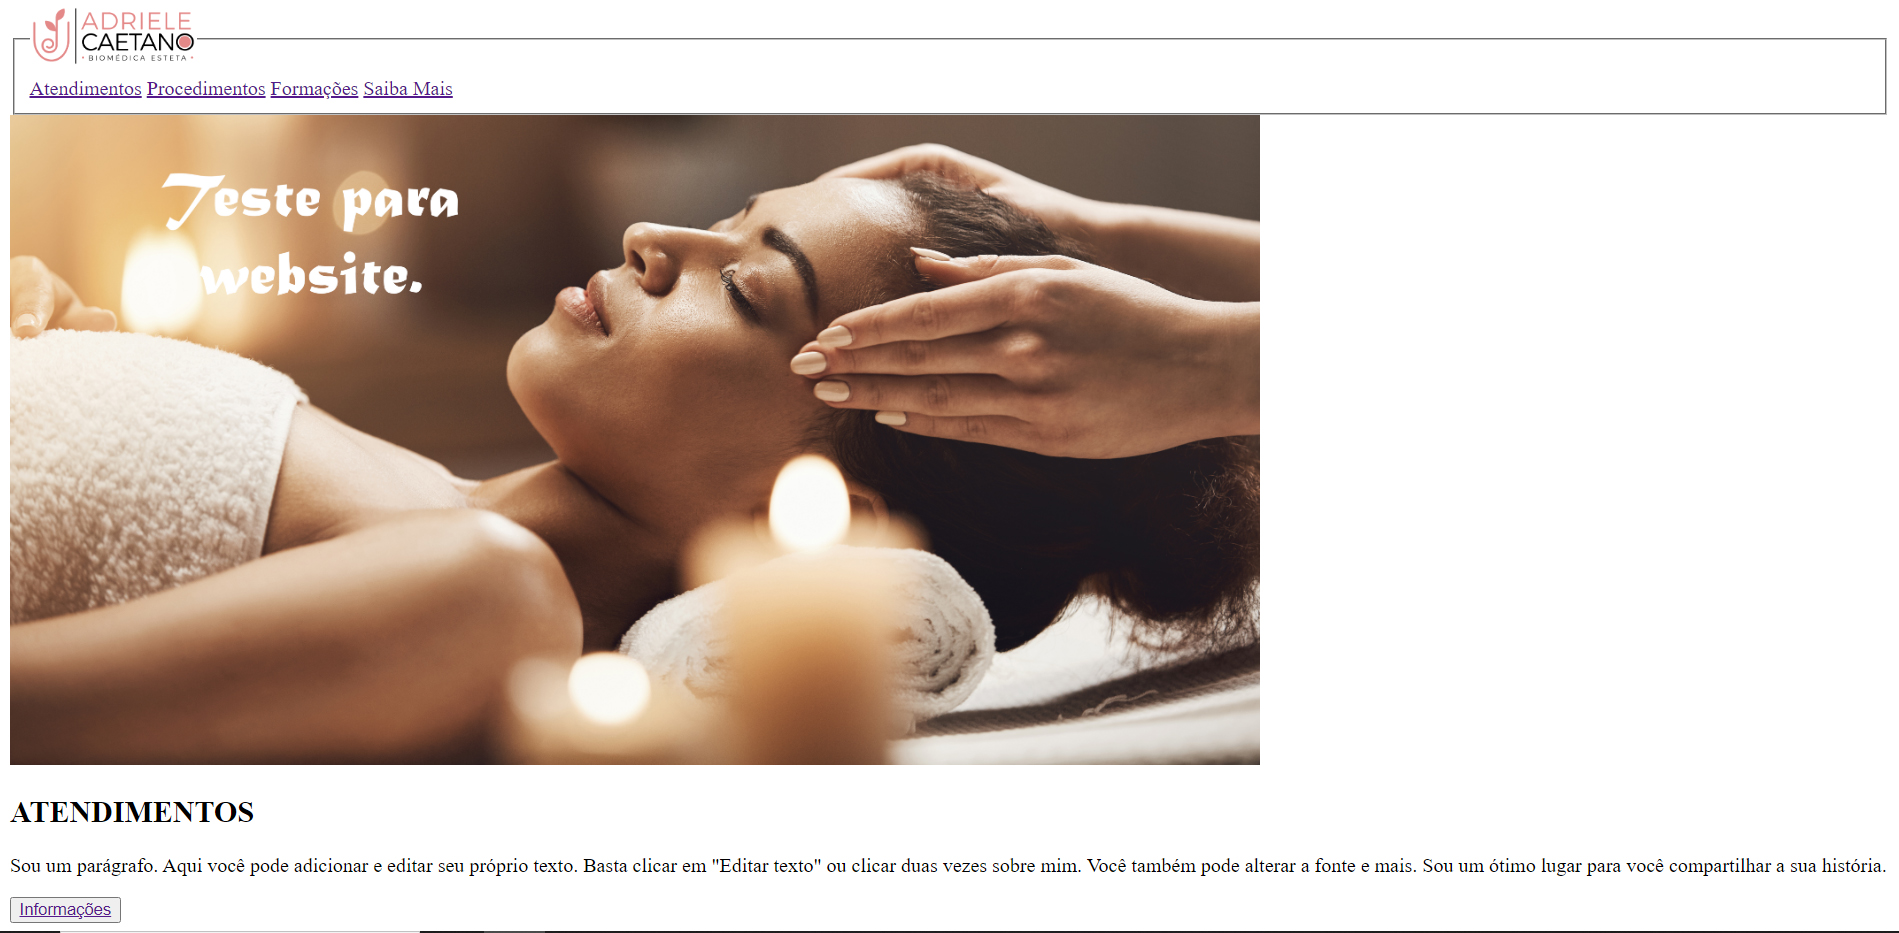 ADRIELE
CAETANO
• BIOMÉDICA ESTETA •
Atendimentos Procedimentos Formações Saiba Mais
Teste para
website.
ATENDIMENTOS
Sou um parágrafo. Aqui você pode adicionar e editar seu próprio texto. Basta clicar em "Editar texto" ou clicar duas vezes sobre mim. Você também pode alterar a fonte e mais. Sou um ótimo lugar para você compartilhar a sua história.
Informações